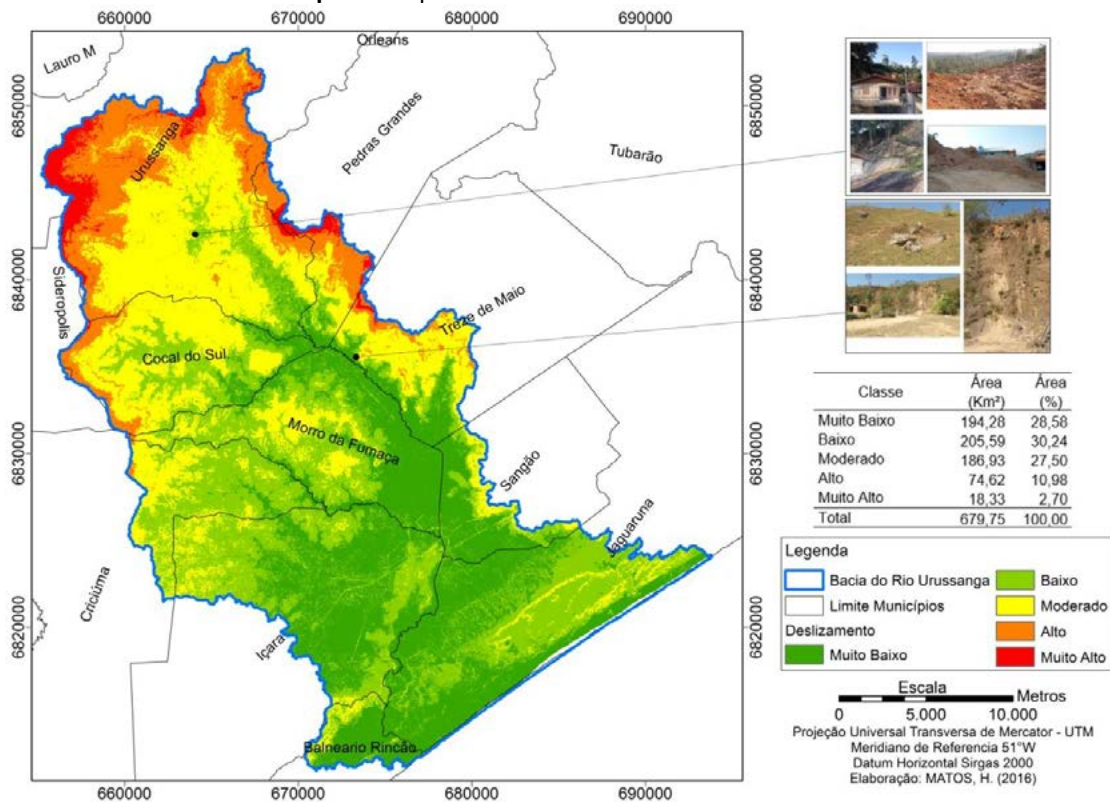 660000 670000 680000 690000
Lauro M
Orleans
6850000
6850000
Pedras Grandes
Urussanga
Tubarão
6840000
6840000
Sideropolis
Treze de Maio
Cocal do Sul
Morro da Fumaça
6830000
6830000
Sangão
Jaguaruna
Criciúma
6820000
6820000
Içara
Balneario Rincão
660000 670000 680000 690000
Classe Área (Km²) Área (%)
Muito Baixo 194,28 28,58
Baixo 205,59 30,24
Moderado 186,93 27,50
Alto 74,62 10,98
Muito Alto 18,33 2,70
Total 679,75 100,00
Legenda
Bacia do Rio Urussanga
Limite Municípios
Deslizamento
Muito Baixo
Baixo
Moderado
Alto
Muito Alto
Escala
Metros
0 5.000 10.000
Projeção Universal Transversa de Mercator - UTM
Meridiano de Referencia 51°W
Datum Horizontal Sirgas 2000
Elaboração: MATOS, H. (2016)